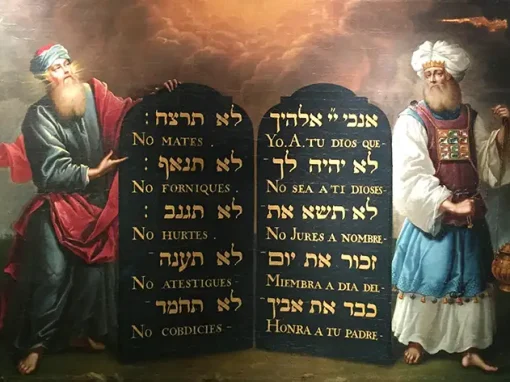 אנכי יי אלהיך
YO.A.TU DIOS QUE-
לא יהיה לך
NO SEA A TI DIOSES-
לא תשא את
NO JURES A NOMBRE-
זכור את יום
MIEMBRA A DIA DEL-
כבד את אביך
HONRA A TU PADRE-
לא תרצח :
NO MATES .
לא תנאף :
NO FORNIQUES .
לא תגנב :
NO HURTES .
לא תענה
NO ATESTIGUES -
לא תחמד
NO COBDICIES -